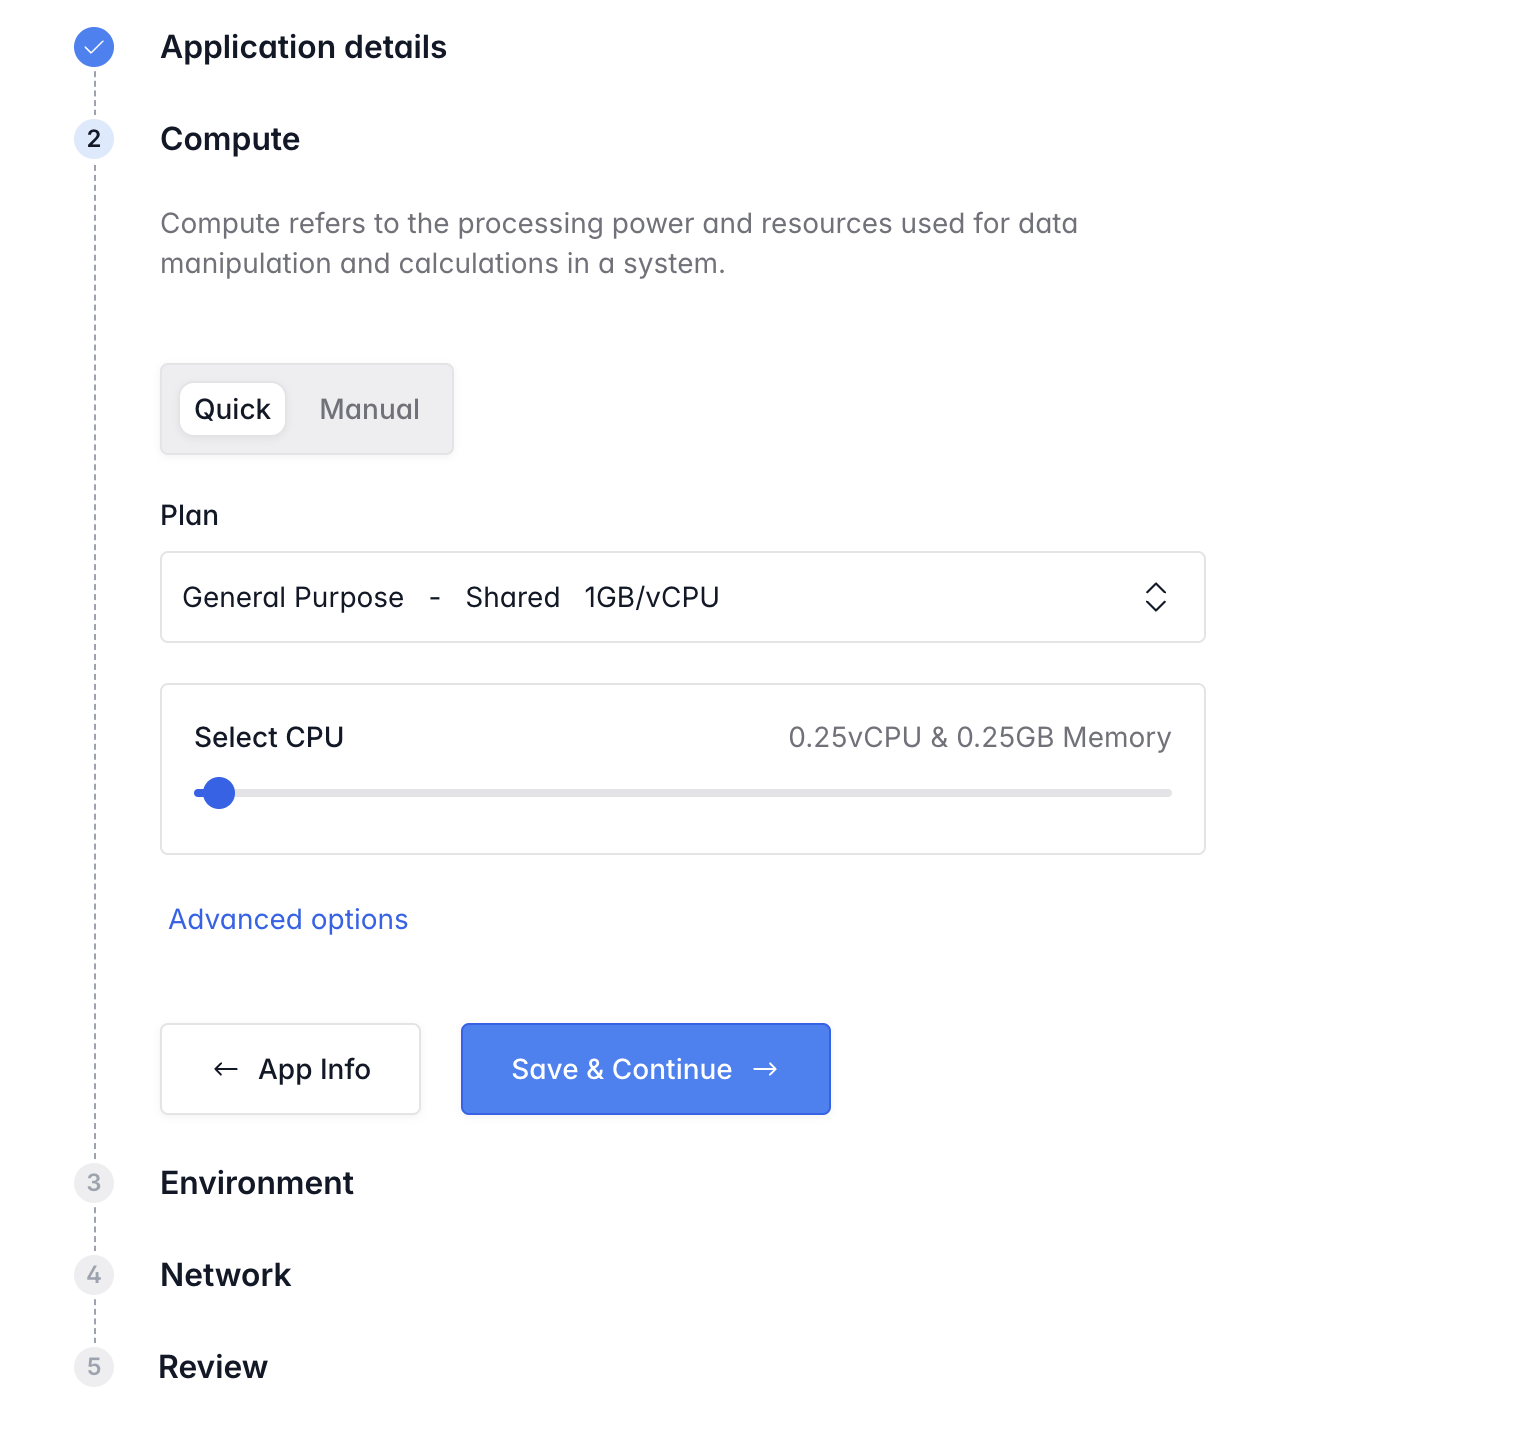 Application details
2 Compute
Compute refers to the processing power and resources used for data
manipulation and calculations in a system.
Quick Manual
Plan
General Purpose - Shared 1GB/vCPU
Select CPU 0.25vCPU & 0.25GB Memory
Advanced options
← App Info Save & Continue →
3 Environment
4 Network
5 Review